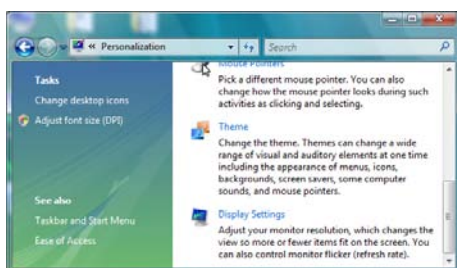 « Personalization
Search
Tasks
Change desktop icons
Adjust font size (DPI)
See also
Taskbar and Start Menu
Ease of Access
Mouse Pointers
Pick a different mouse pointer. You can also
change how the mouse pointer looks during such
activities as clicking and selecting.
Theme
Change the theme. Themes can change a wide
range of visual and auditory elements at one time
including the appearance of menus, icons,
backgrounds, screen savers, some computer
sounds, and mouse pointers.
Display Settings
Adjust your monitor resolution, which changes the
view so more or fewer items fit on the screen. You
can also control monitor flicker (refresh rate).